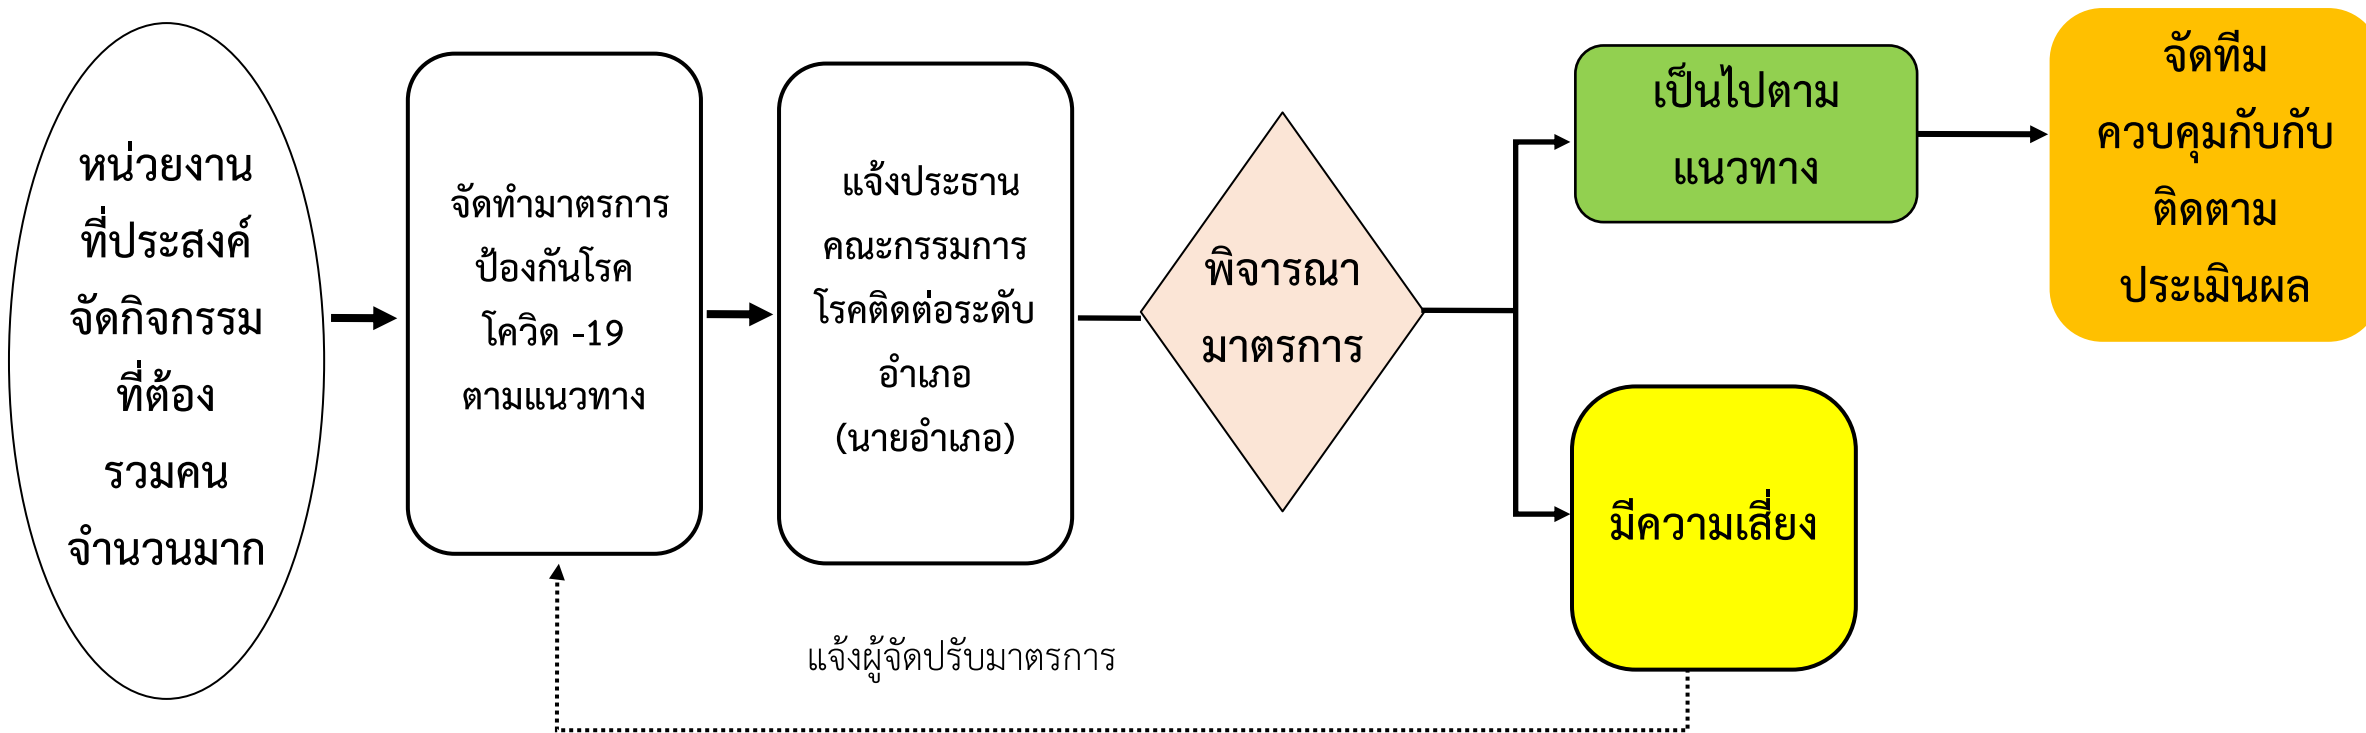 หน่วยงาน
ที่ประสงค์
จัดกิจกรรม
ที่ต้อง
รวมคน
จำนวนมาก
จัดทำมาตรการ
ป้องกันโรค
โควิด -19
ตามแนวทาง
แจ้งประธาน
คณะกรรมการ
โรคติดต่อระดับ
อำเภอ
(นายอำเภอ)
พิจารณา
มาตรการ
เป็นไปตาม
แนวทาง
จัดทีม
ควบคุมกับกับ
ติดตาม
ประเมินผล
มีความเสี่ยง
แจ้งผู้จัดปรับมาตรการ